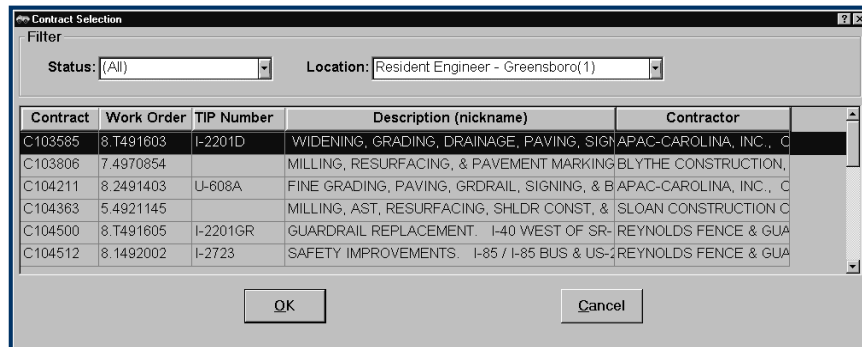 Contract Selection
Filter
Status: (All) Location: Resident Engineer - Greensboro(1)
Contract Work Order TIP Number Description (nickname) Contractor
C103585 8.T491603 I-2201D WIDENING, GRADING, DRAINAGE, PAVING, SIGN APAC-CAROLINA, INC., C
C103806 7.4970854 MILLING, RESURFACING, & PAVEMENT MARKING BLYTHE CONSTRUCTION,
C104211 8.2491403 U-608A FINE GRADING, PAVING, GRDRAIL, SIGNING, & B APAC-CAROLINA, INC., C
C104363 5.4921145 MILLING, AST, RESURFACING, SHLDR CONST, & SLOAN CONSTRUCTION C
C104500 8.T491605 I-2201GR GUARDRAIL REPLACEMENT. I-40 WEST OF SR- REYNOLDS FENCE & GUA
C104512 8.1492002 I-2723 SAFETY IMPROVEMENTS. I-85 / I-85 BUS & US-2 REYNOLDS FENCE & GUA
OK Cancel